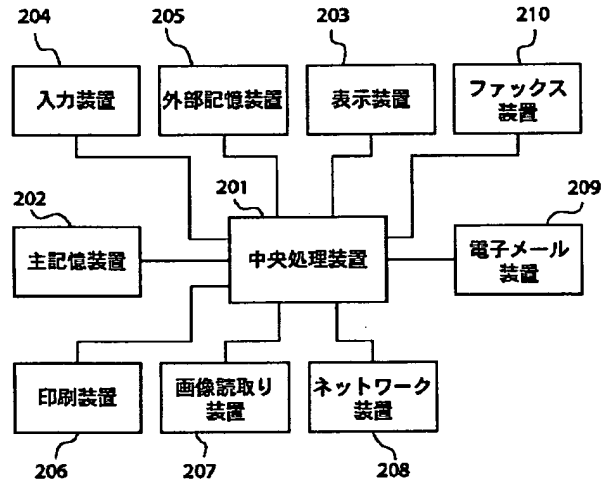 204
205
203
210
入力装置
外部記憶装置
表示装置
ファックス
装置
202
201
209
主記憶装置
中央処理装置
電子メール
装置
印刷装置
画像読取り
装置
ネットワーク
装置
206
207
208